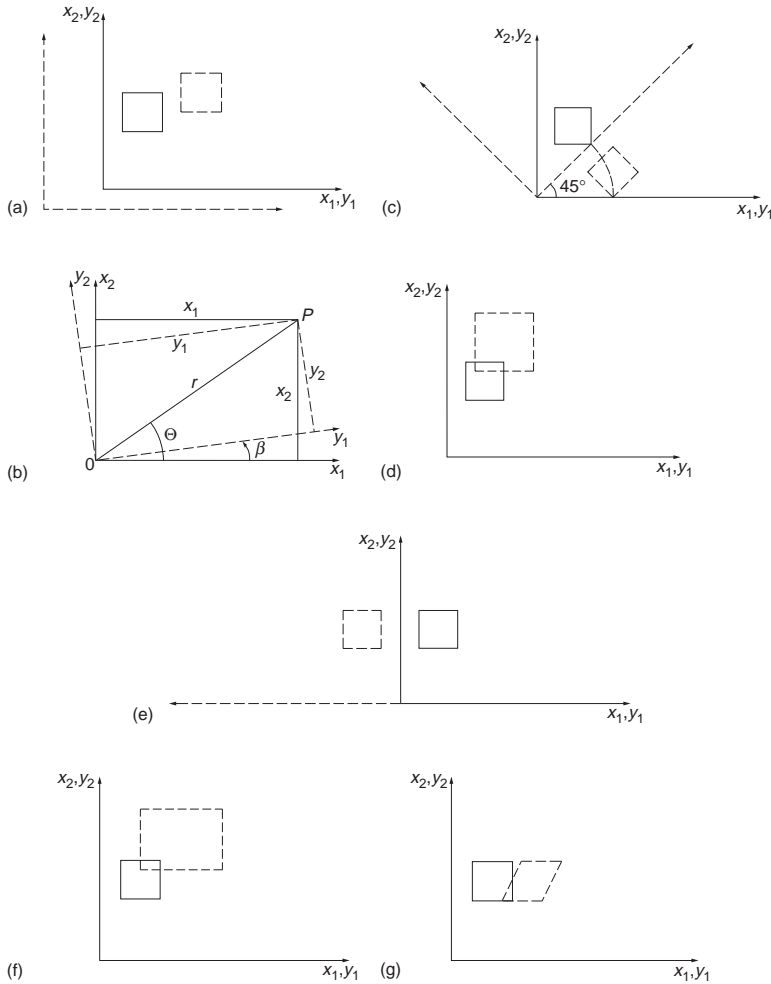 x₂,y₂
x₁,y₁
(a)
x₂,y₂
45°
x₁,y₁
(c)
y₂ x₂
x₁
P
y₁
r
y₂
x₂
Θ
y₁
0
β
x₁
(b)
x₂,y₂
x₁,y₁
(d)
x₂,y₂
x₁,y₁
(e)
x₂,y₂
x₁,y₁
(f)
x₂,y₂
x₁,y₁
(g)